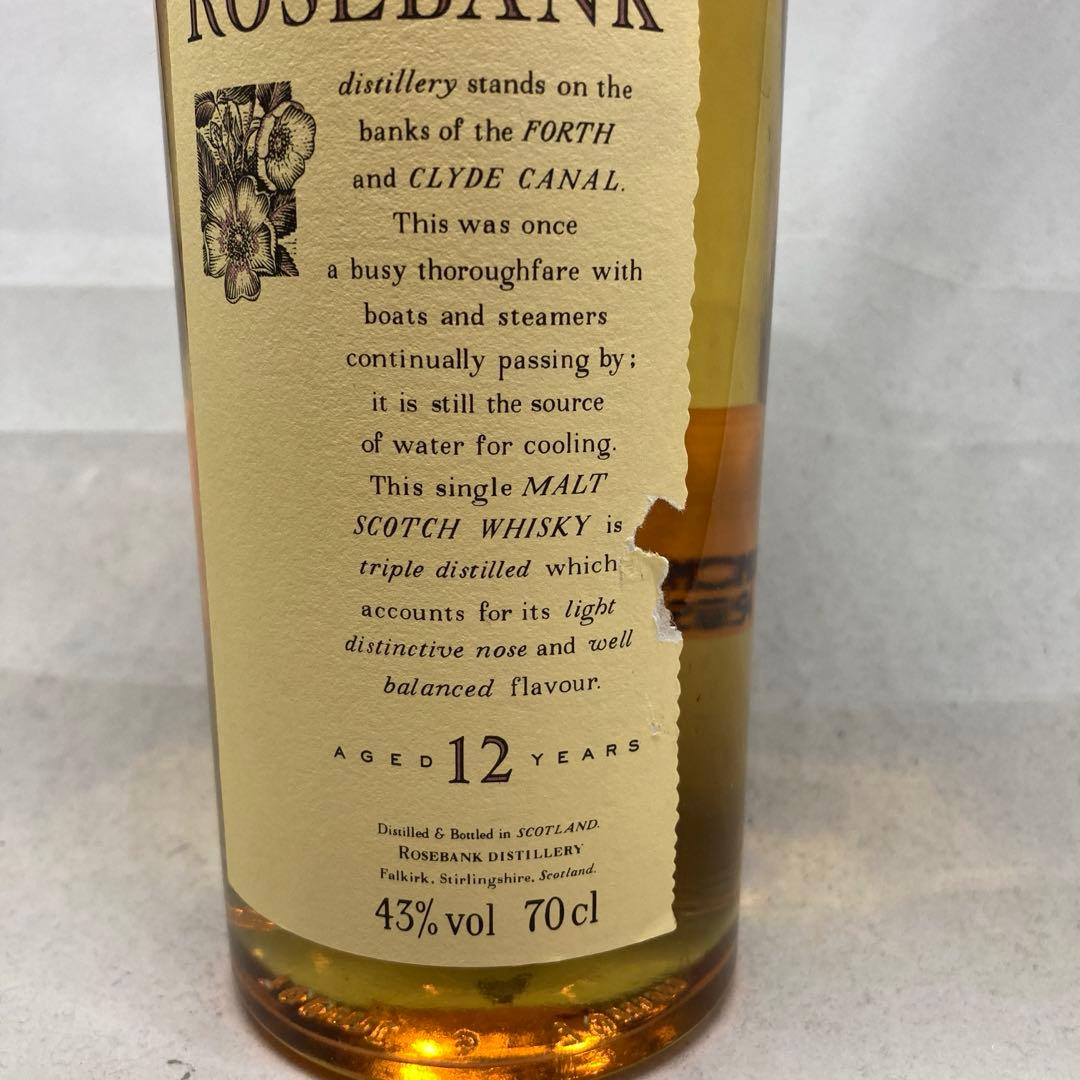 ROSEBANK
distillery stands on the
banks of the FORTH
and CLYDE CANAL.
This was once
a busy thoroughfare with
boats and steamers
continually passing by;
it is still the source
of water for cooling.
This single MALT
SCOTCH WHISKY is
triple distilled which
accounts for its light
distinctive nose and well
balanced flavour.
AGED 12 YEARS
Distilled & Bottled in SCOTLAND.
ROSEBANK DISTILLERY
Falkirk, Stirlingshire, Scotland.
43% vol 70 cl